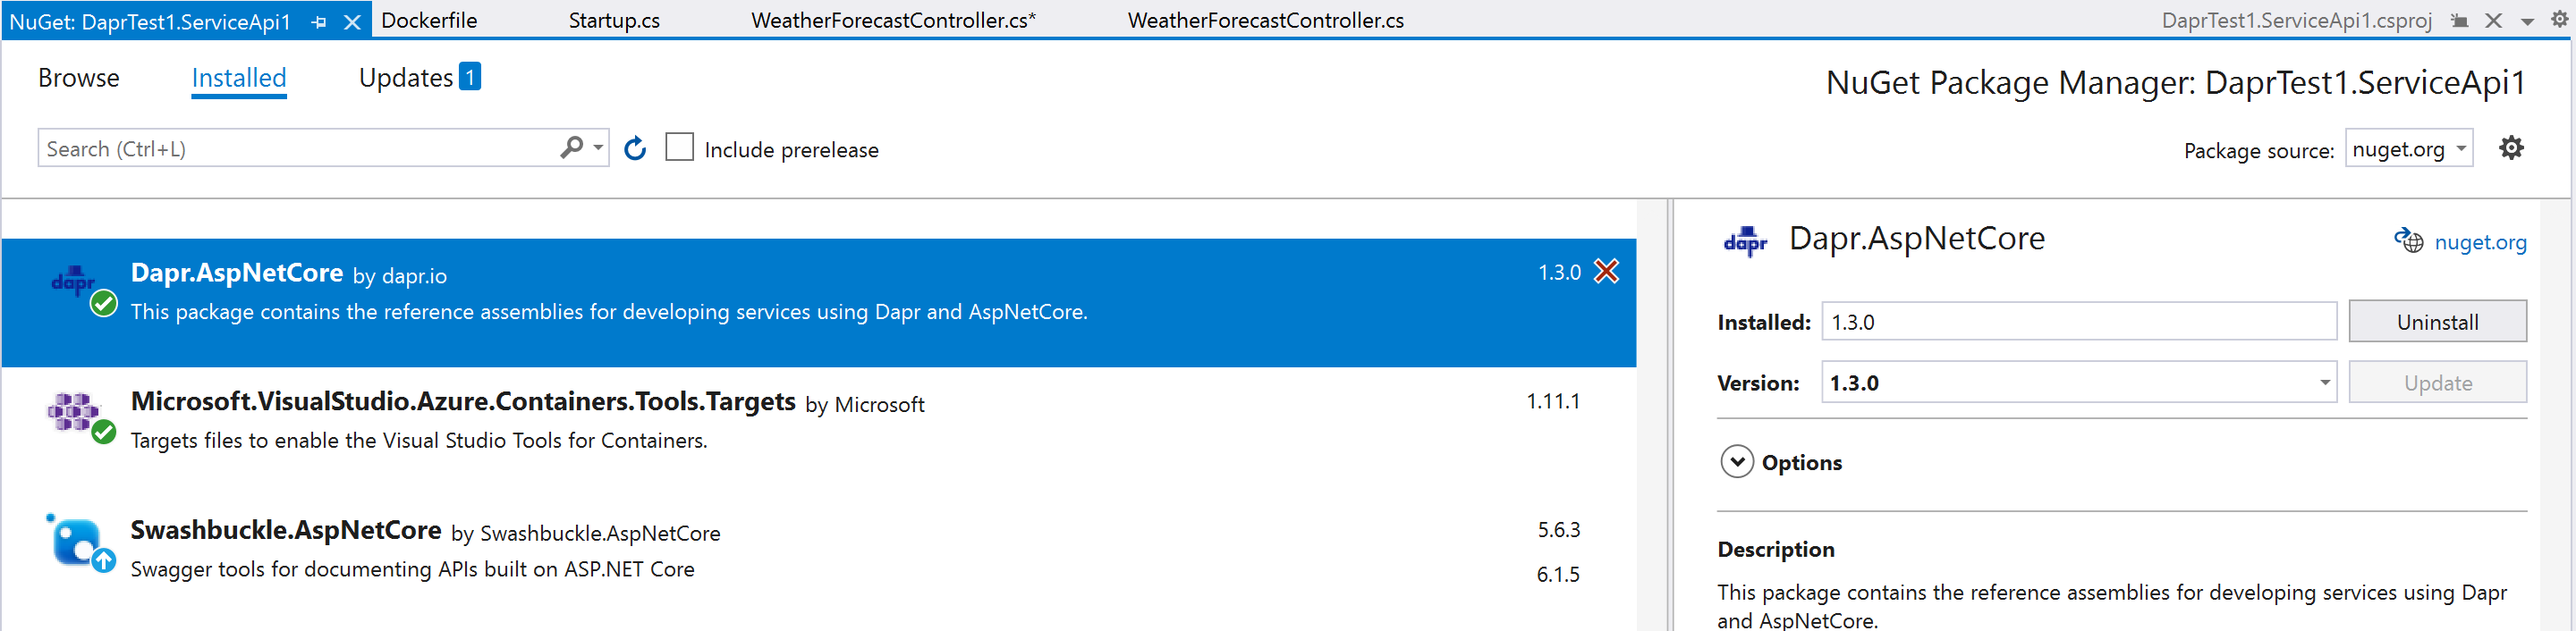 NuGet: DaprTest1.ServiceApi1 Dockerfile Startup.cs WeatherForecastController.cs* WeatherForecastController.cs DaprTest1.ServiceApi1.csproj
Browse Installed Updates 1
NuGet Package Manager: DaprTest1.ServiceApi1
Search (Ctrl+L) Include prerelease
Package source: nuget.org
dapr
Dapr.AspNetCore by dapr.io 1.3.0
This package contains the reference assemblies for developing services using Dapr and AspNetCore.
Microsoft.VisualStudio.Azure.Containers.Tools.Targets by Microsoft 1.11.1
Targets files to enable the Visual Studio Tools for Containers.
Swashbuckle.AspNetCore by Swashbuckle.AspNetCore 5.6.3
Swagger tools for documenting APIs built on ASP.NET Core 6.1.5
dapr Dapr.AspNetCore nuget.org
Installed: 1.3.0 Uninstall
Version: 1.3.0 Update
Options
Description
This package contains the reference assemblies for developing services using Dapr
and AspNetCore.